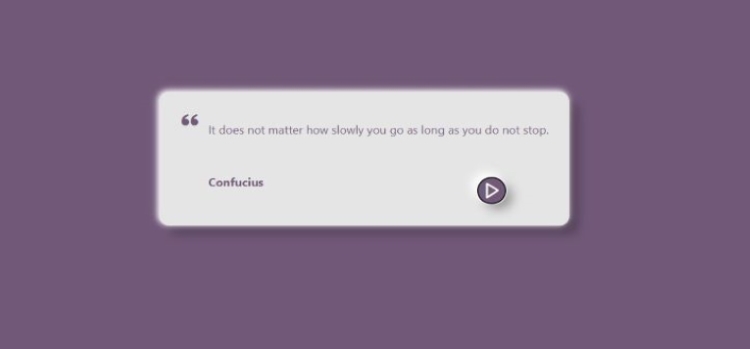 “
It does not matter how slowly you go as long as you do not stop.
Confucius